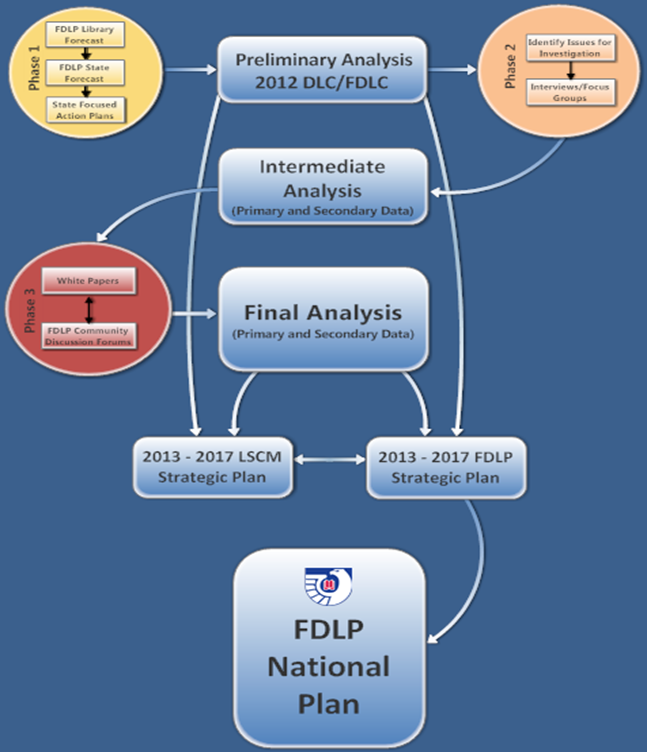 Phase 1
FDLP Library
Forecast
FDLP State
Forecast
State Focused
Action Plans
Preliminary Analysis
2012 DLC/FDLC
Phase 2
Identify Issues for
Investigation
Interviews/Focus
Groups
Intermediate
Analysis
(Primary and Secondary Data)
Phase 3
White Papers
FDLP Community
Discussion Forums
Final Analysis
(Primary and Secondary Data)
2013 - 2017 LSCM
Strategic Plan
2013 - 2017 FDLP
Strategic Plan
FDLP
National
Plan